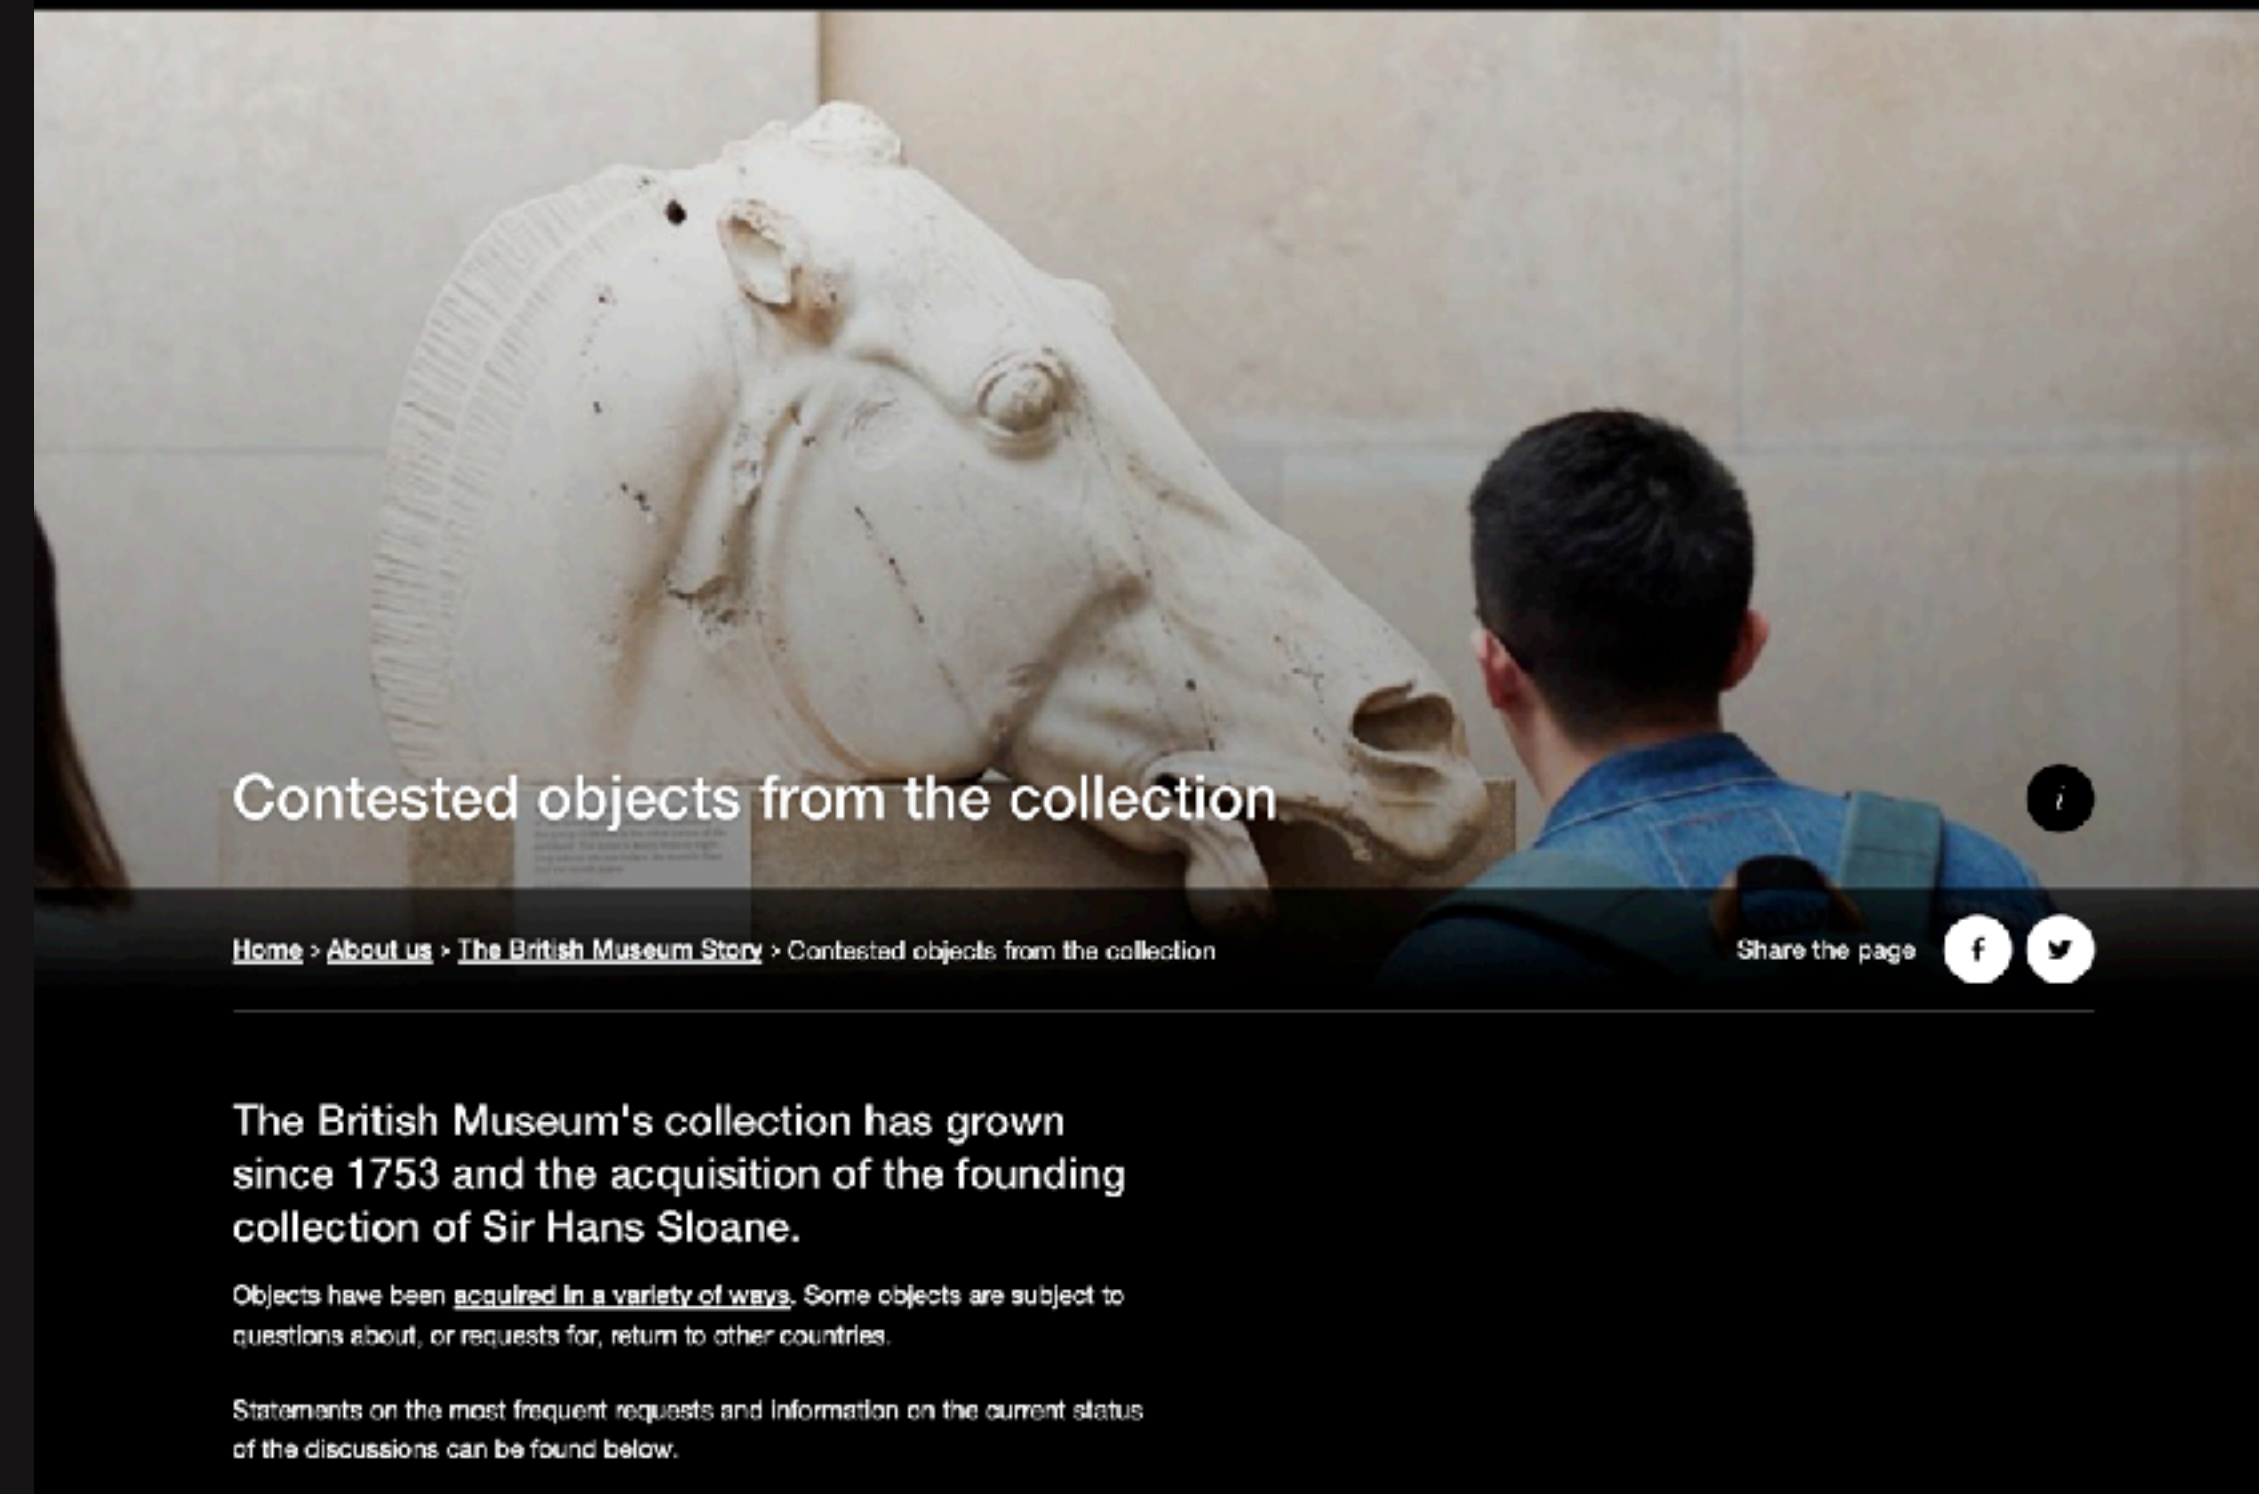 Contested objects from the collection
i
Home > About us > The British Museum Story > Contested objects from the collection
Share the page
The British Museum's collection has grown
since 1753 and the acquisition of the founding
collection of Sir Hans Sloane.
Objects have been acquired in a variety of ways. Some objects are subject to
questions about, or requests for, return to other countries.
Statements on the most frequent requests and information on the current status
of the discussions can be found below.